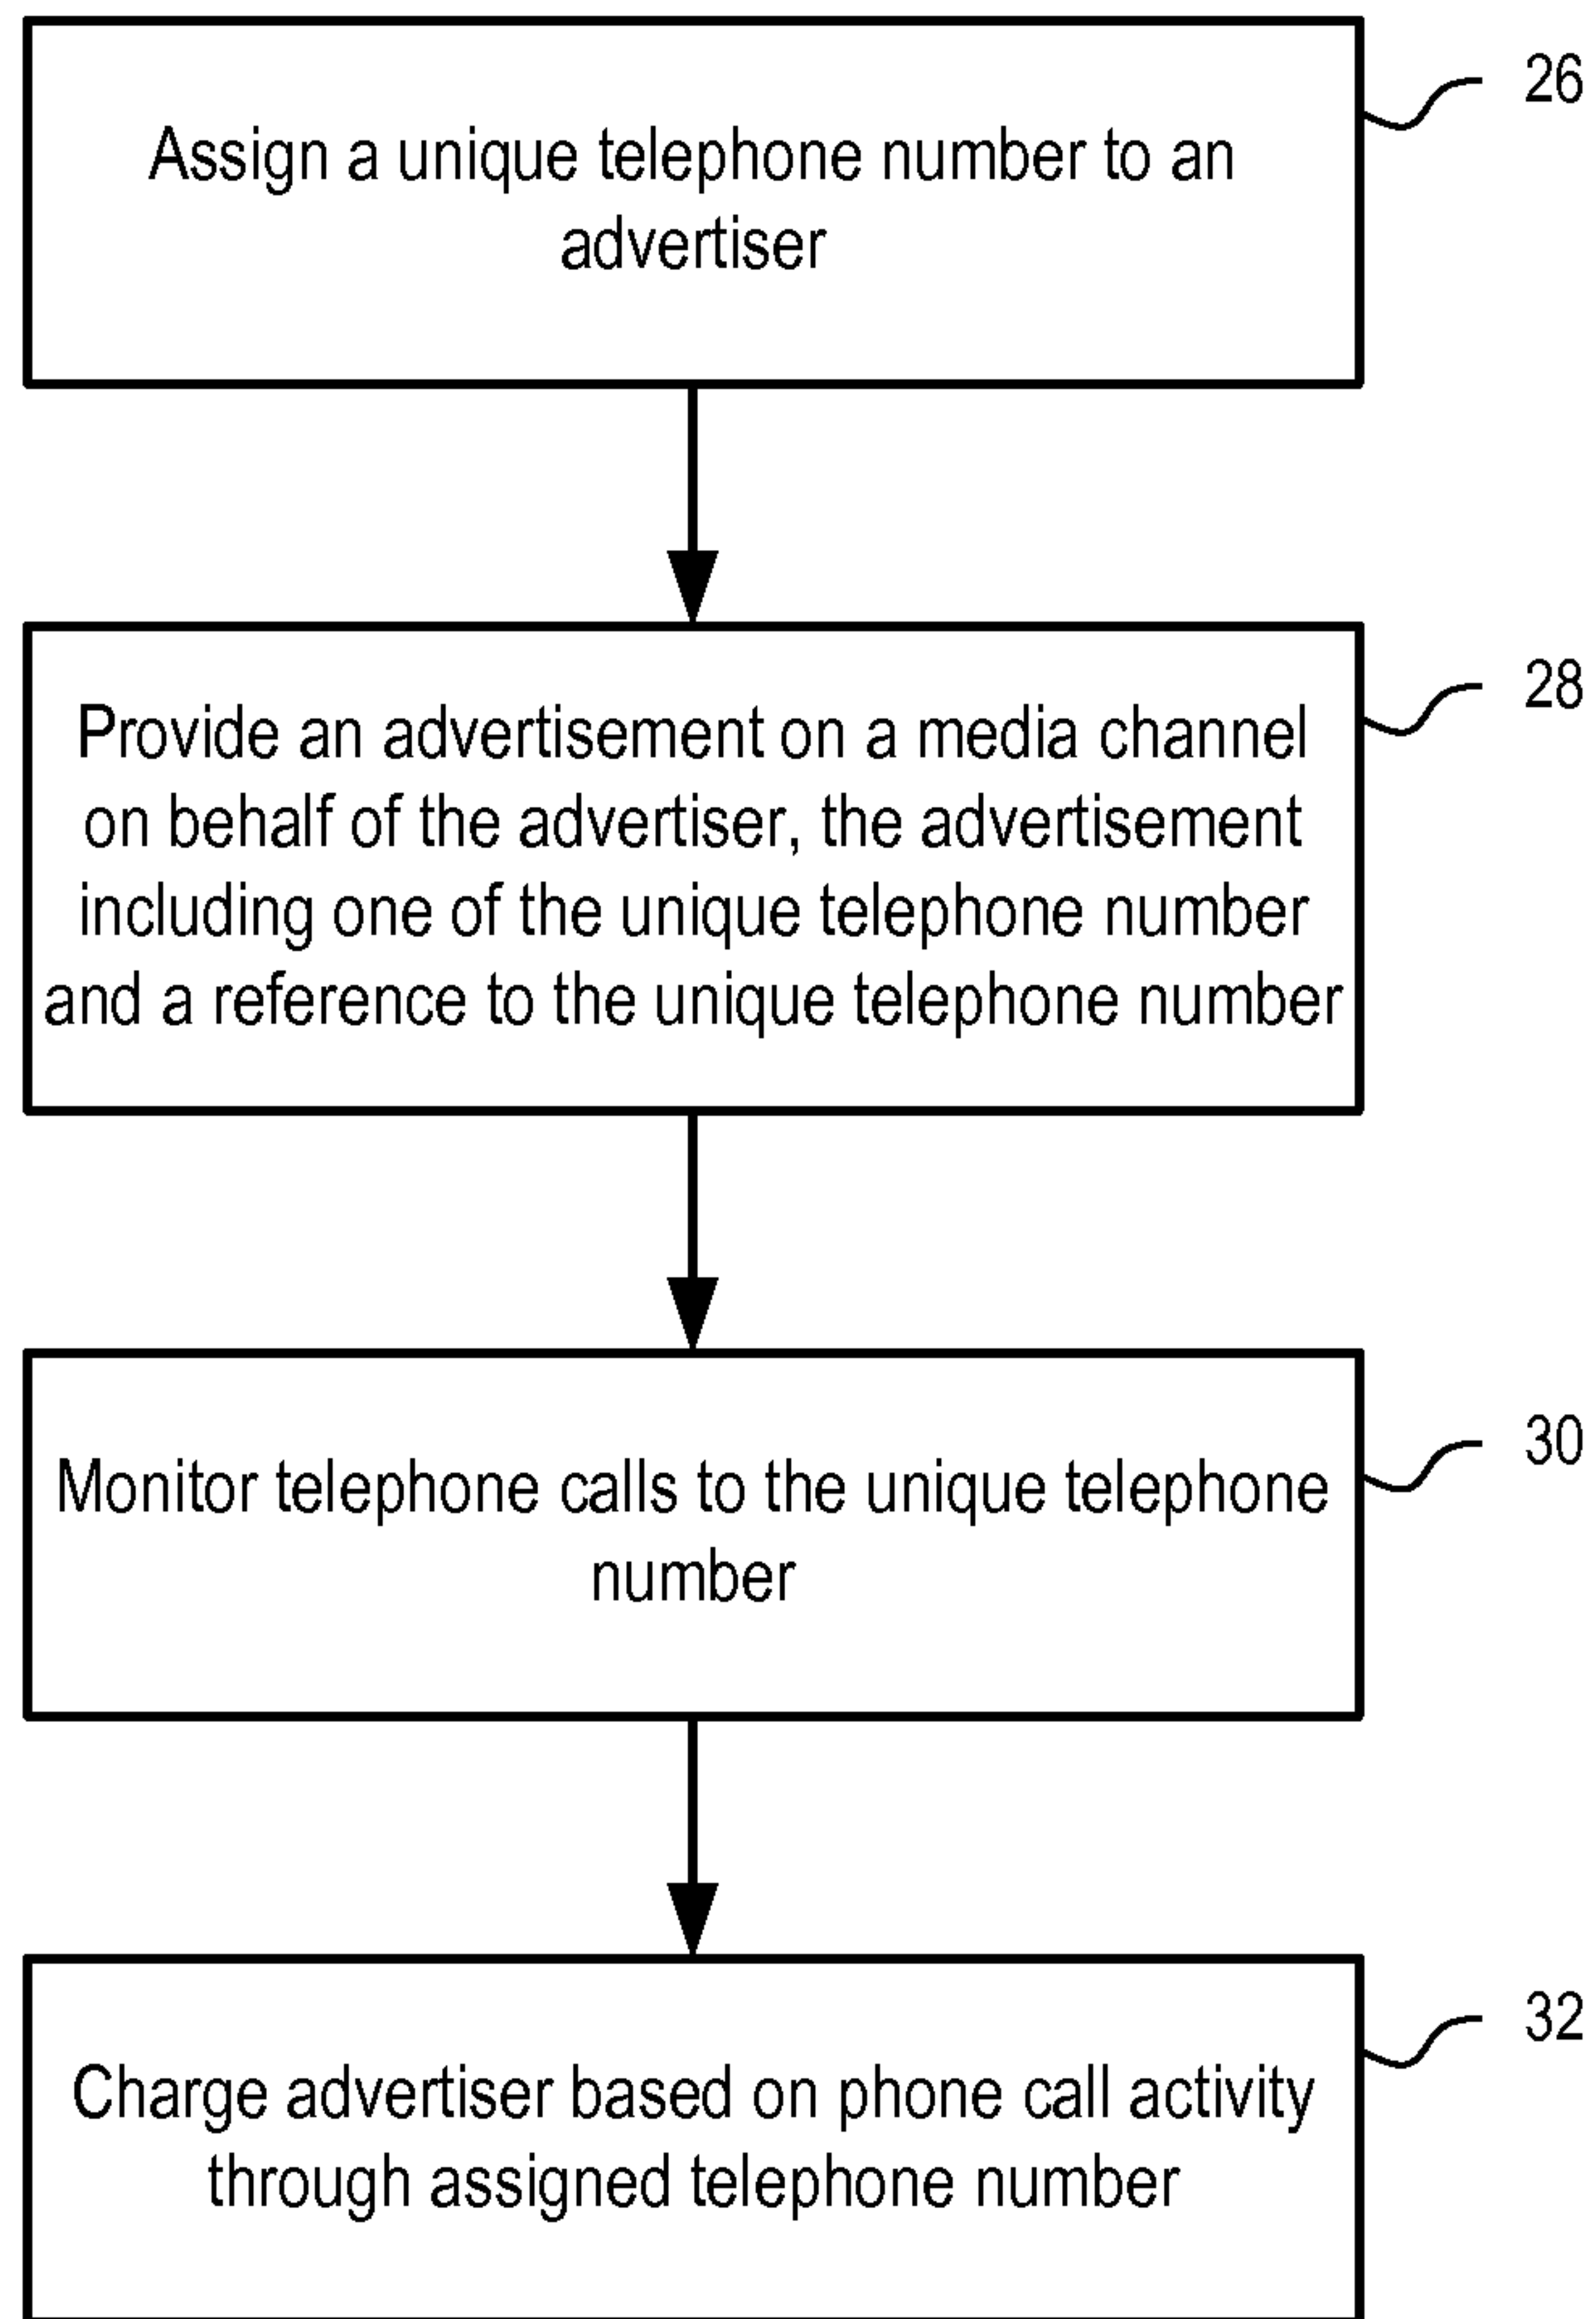 26
Assign a unique telephone number to an
advertiser
28
Provide an advertisement on a media channel
on behalf of the advertiser, the advertisement
including one of the unique telephone number
and a reference to the unique telephone number
30
Monitor telephone calls to the unique telephone
number
32
Charge advertiser based on phone call activity
through assigned telephone number